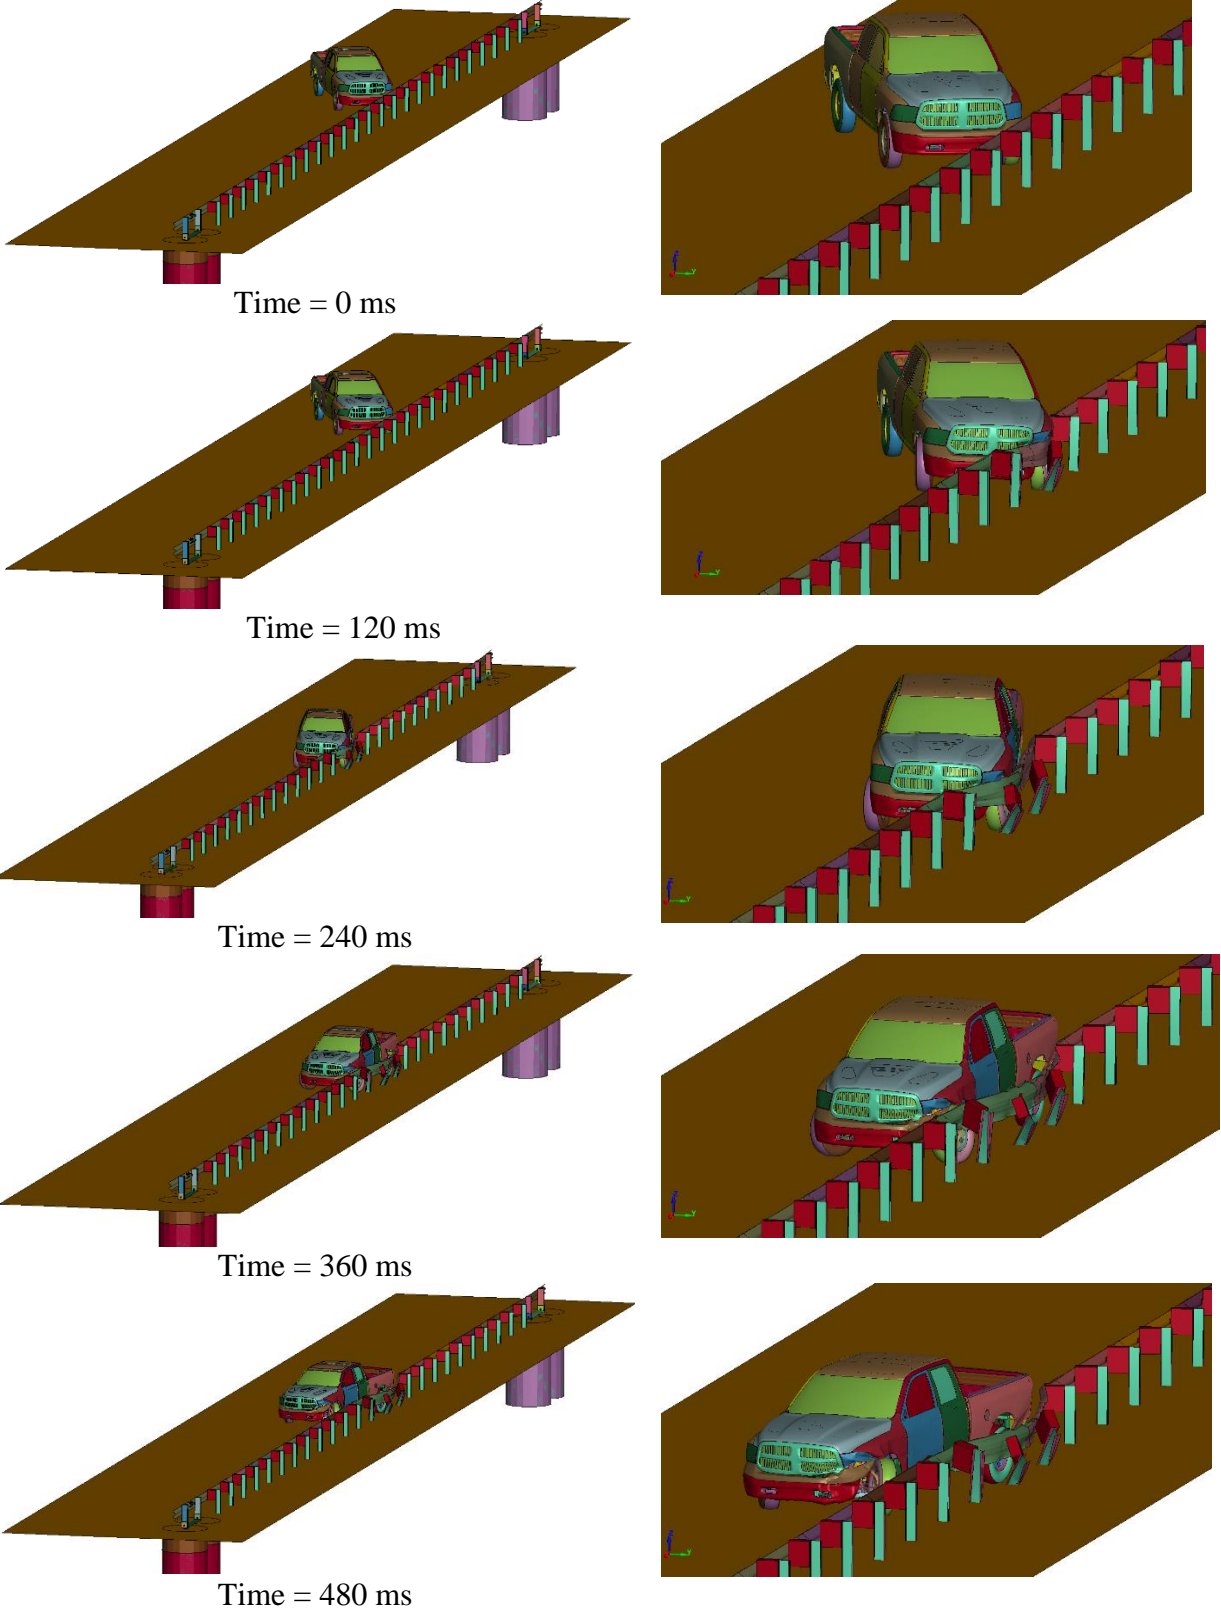 Time = 0 ms
Time = 120 ms
Time = 240 ms
Time = 360 ms
Time = 480 ms